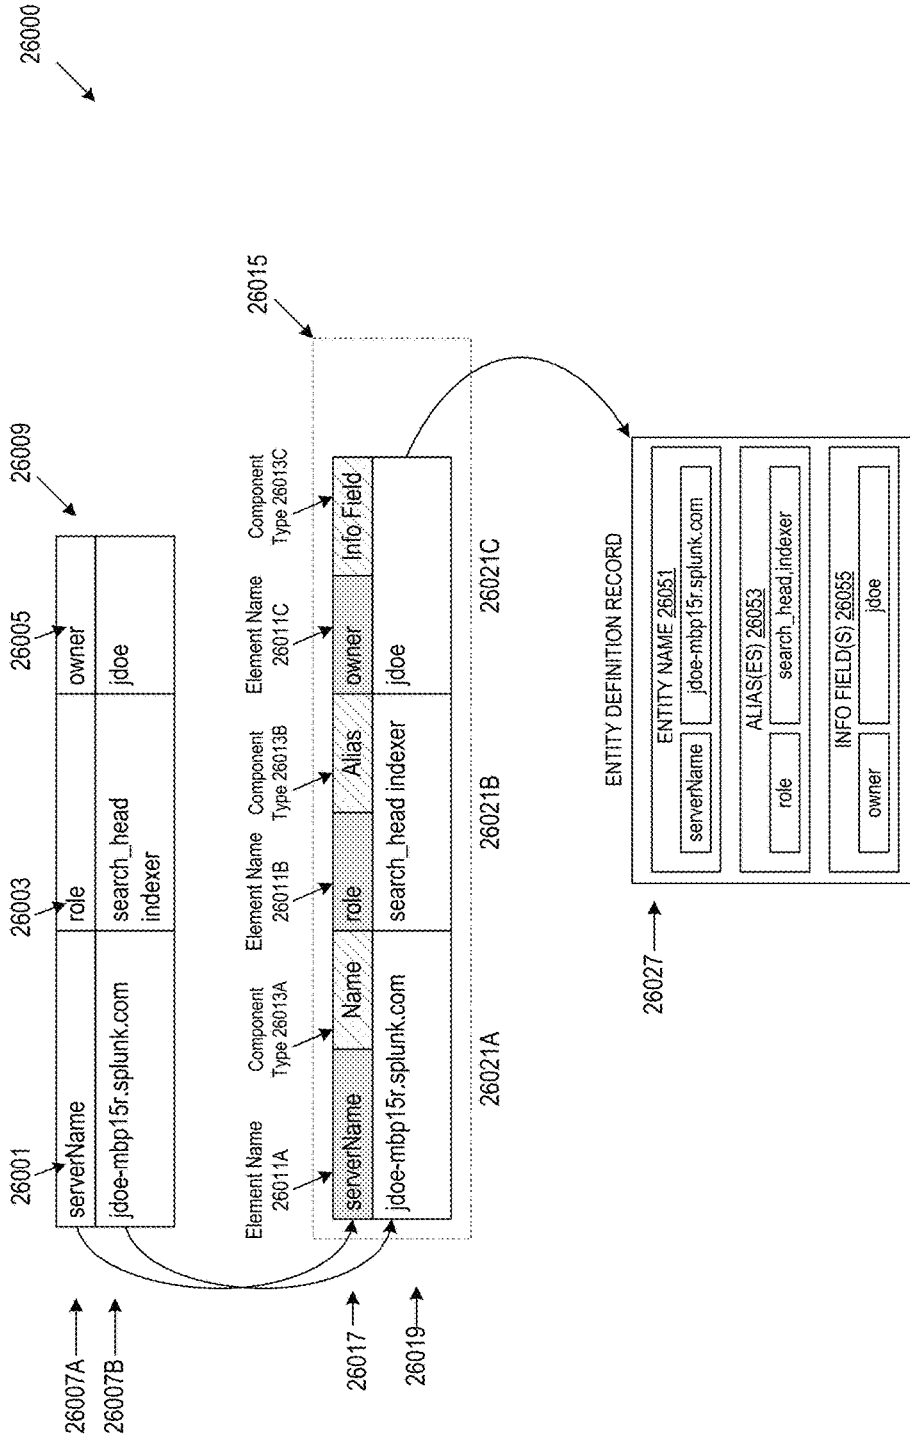 26000
26001
26003
26005
26009
26007A
serverName
role
owner
26007B
jdoe-mbp15r.splunk.com
search_head
indexer
jdoe
26015
Element Name
26011A
Component
Type 26013A
Element Name
26011B
Component
Type 26013B
Element Name
26011C
Component
Type 26013C
26017
serverName
Name
role
Alias
owner
Info Field
26019
jdoe-mbp15r.splunk.com
search_head indexer
jdoe
26021A
26021B
26021C
ENTITY DEFINITION RECORD
26027
ENTITY NAME 26051
serverName
jdoe-mbp15r.splunk.com
ALIAS(ES) 26053
role
search_head,indexer
INFO FIELD(S) 26055
owner
jdoe